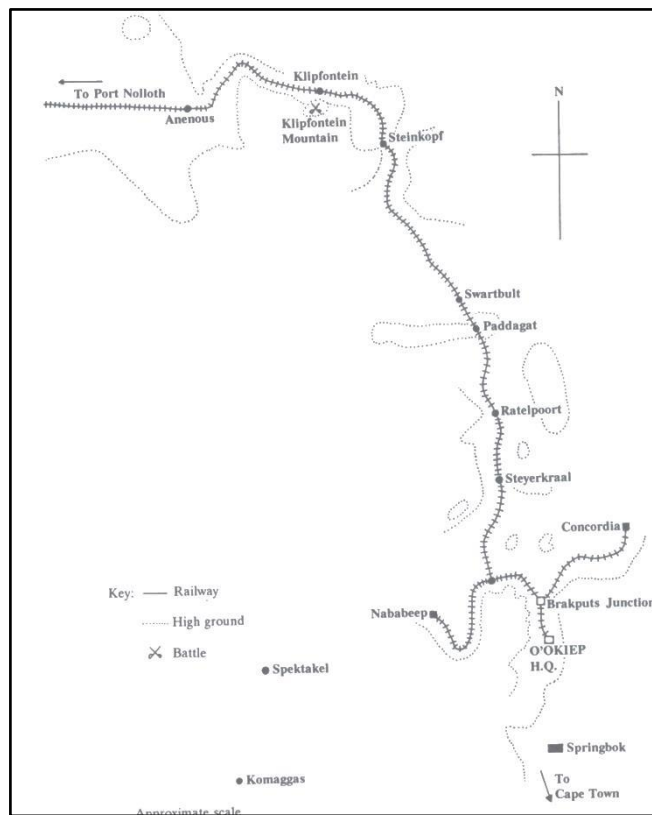 To Port Nolloth
Anenous
Klipfontein
Klipfontein
Mountain
Steinkopf
N
Swartbult
Paddagat
Ratelpoort
Steyerkraal
Concordia
Key:
Railway
High ground
Battle
Nababeep
Brakputs Junction
O'OKIEP
H.Q.
Spektakel
Springbok
Komaggas
To
Cape Town
Approximate scale